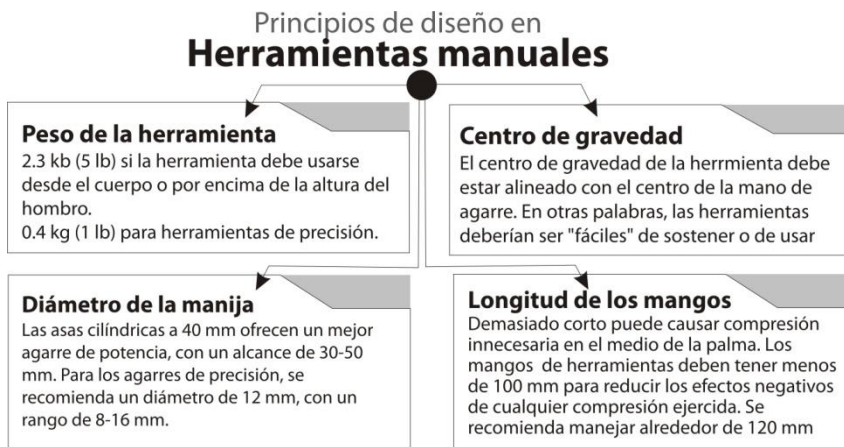 Principios de diseño en
Herramientas manuales
Peso de la herramienta
2.3 kb (5 lb) si la herramienta debe usarse
desde el cuerpo o por encima de la altura del
hombro.
0.4 kg (1 lb) para herramientas de precisión.
Centro de gravedad
El centro de gravedad de la herrmienta debe
estar alineado con el centro de la mano de
agarre. En otras palabras, las herramientas
deberían ser "fáciles" de sostener o de usar
Diámetro de la manija
Las asas cilíndricas a 40 mm ofrecen un mejor
agarre de potencia, con un alcance de 30-50
mm. Para los agarres de precisión, se
recomienda un diámetro de 12 mm, con un
rango de 8-16 mm.
Longitud de los mangos
Demasiado corto puede causar compresión
innecesaria en el medio de la palma. Los
mangos de herramientas deben tener menos
de 100 mm para reducir los efectos negativos
de cualquier compresión ejercida. Se
recomienda manejar alrededor de 120 mm